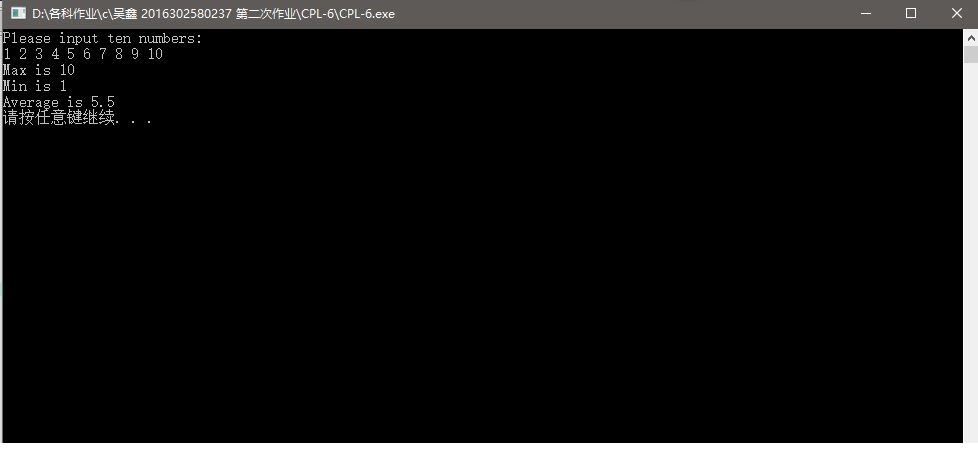 D:\各科作业\c\吴鑫 2016302580237 第二次作业\CPL-6\CPL-6.exe
Please input ten numbers:
1 2 3 4 5 6 7 8 9 10
Max is 10
Min is 1
Average is 5.5
请按任意键继续. . .